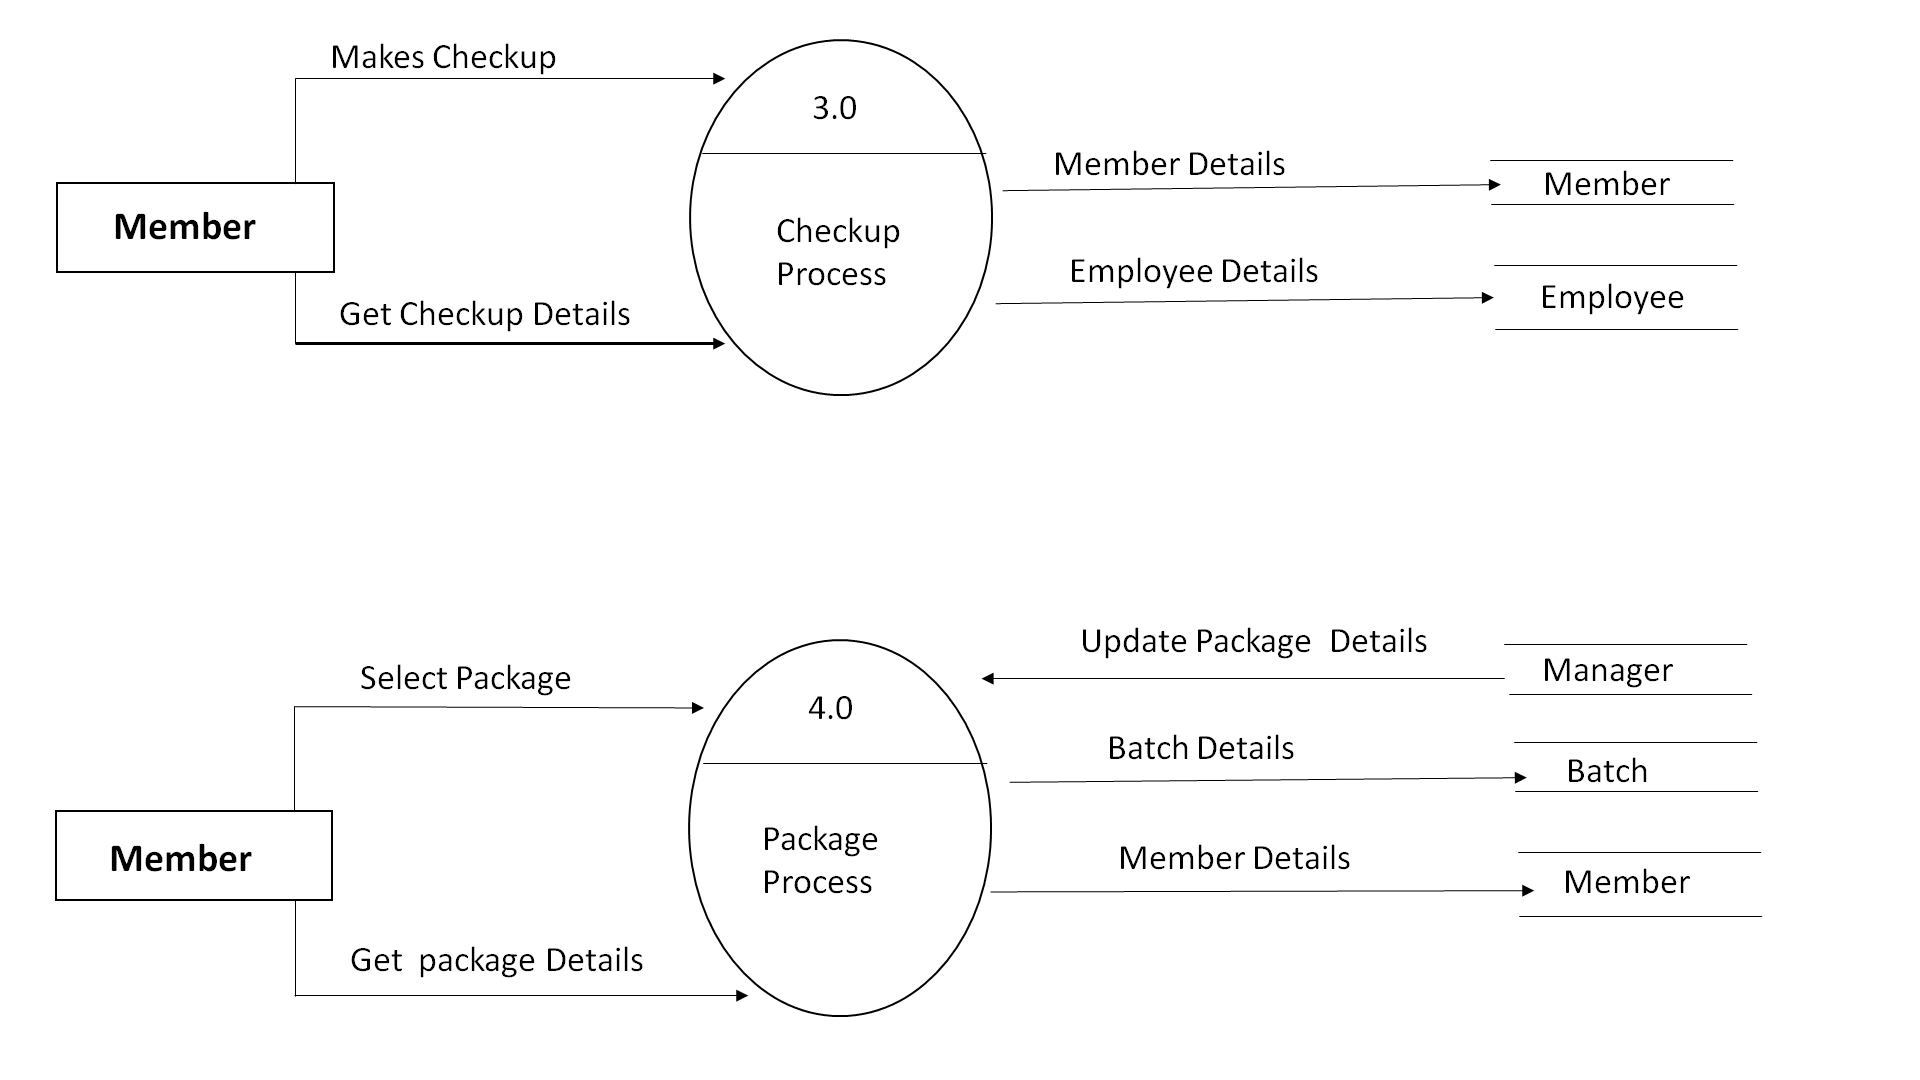 Makes Checkup
3.0
Member Details
Member
Member
Checkup
Process
Employee Details
Employee
Get Checkup Details
Update Package  Details
Manager
Select Package
4.0
Batch Details
Batch
Member
Package
Process
Member Details
Member
Get  package Details